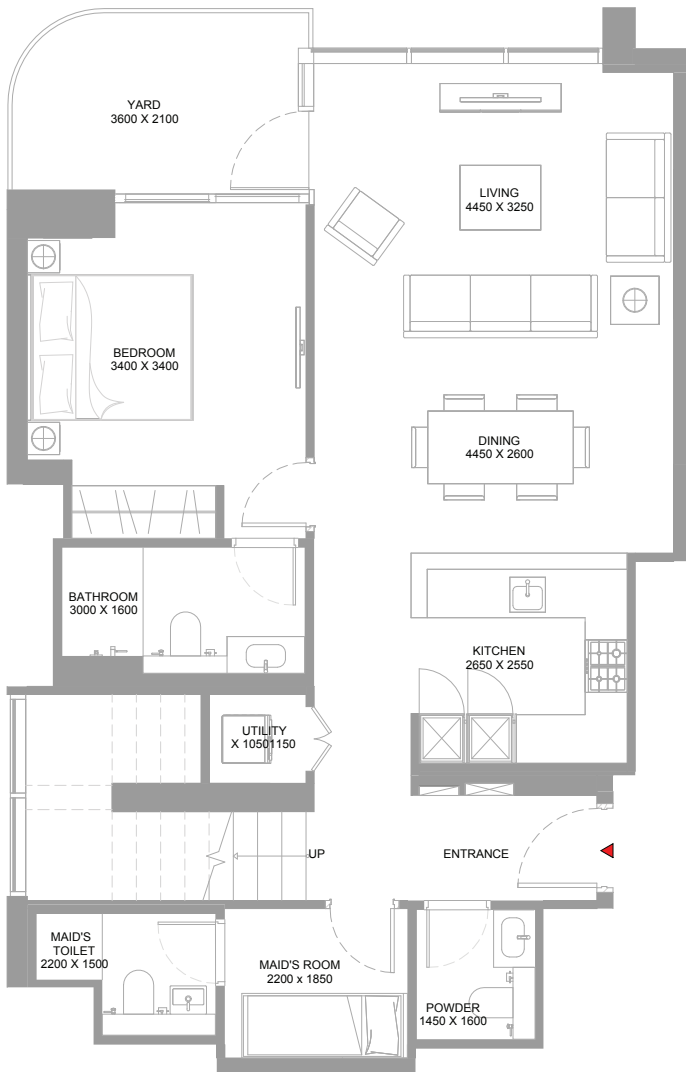 YARD
3600 X 2100
LIVING
4450 X 3250
BEDROOM
3400 X 3400
DINING
4450 X 2600
BATHROOM
3000 X 1600
KITCHEN
2650 X 2550
UTILITY
X 10501150
UP
ENTRANCE
MAID'S
TOILET
2200 X 1500
MAID'S ROOM
2200 x 1850
POWDER
1450 X 1600